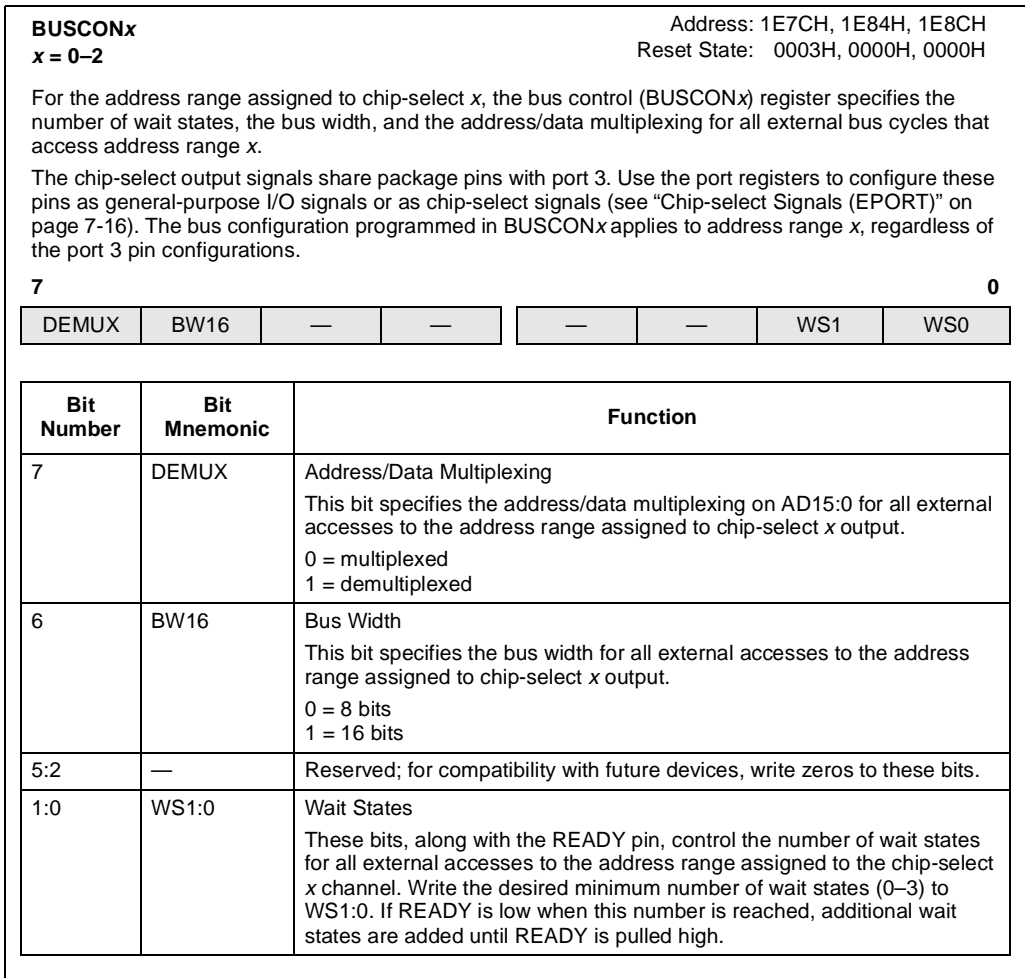 BUSCONx
x = 0–2
Address: 1E7CH, 1E84H, 1E8CH
Reset State: 0003H, 0000H, 0000H
For the address range assigned to chip-select x, the bus control (BUSCONx) register specifies the
number of wait states, the bus width, and the address/data multiplexing for all external bus cycles that
access address range x.
The chip-select output signals share package pins with port 3. Use the port registers to configure these
pins as general-purpose I/O signals or as chip-select signals (see “Chip-select Signals (EPORT)” on
page 7-16). The bus configuration programmed in BUSCONx applies to address range x, regardless of
the port 3 pin configurations.
7 0
DEMUX BW16 — — — — WS1 WS0
Bit Number Bit Mnemonic Function
7 DEMUX Address/Data Multiplexing
This bit specifies the address/data multiplexing on AD15:0 for all external
accesses to the address range assigned to chip-select x output.
0 = multiplexed
1 = demultiplexed
6 BW16 Bus Width
This bit specifies the bus width for all external accesses to the address
range assigned to chip-select x output.
0 = 8 bits
1 = 16 bits
5:2 — Reserved; for compatibility with future devices, write zeros to these bits.
1:0 WS1:0 Wait States
These bits, along with the READY pin, control the number of wait states
for all external accesses to the address range assigned to the chip-select
x channel. Write the desired minimum number of wait states (0–3) to
WS1:0. If READY is low when this number is reached, additional wait
states are added until READY is pulled high.